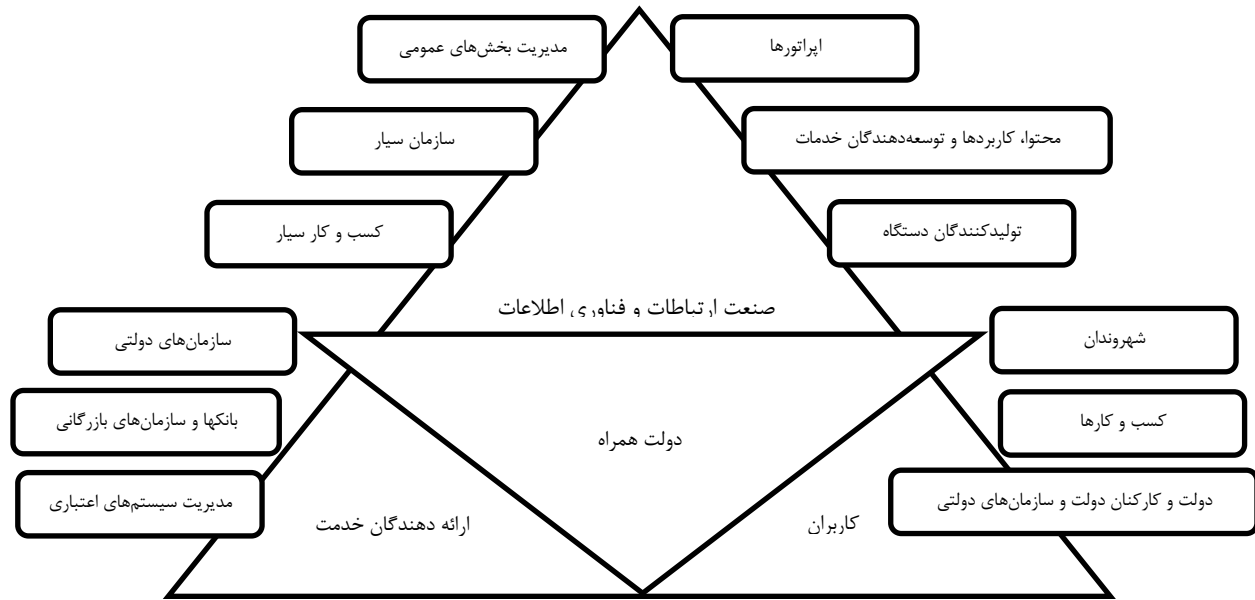 اپراتورها
مدیریت بخش‌های عمومی
محتوا، کاربردها و توسعه‌دهندگان خدمات
سازمان سیار
تولیدکنندگان دستگاه
کسب و کار سیار
صنعت ارتباطات و فناوری اطلاعات
شهروندان
سازمان‌های دولتی
کسب و کارها
بانکها و سازمان‌های بازرگانی
دولت همراه
دولت و کارکنان دولت و سازمان‌های دولتی
مدیریت سیستم‌های اعتباری
کاربران
ارائه دهندگان خدمت